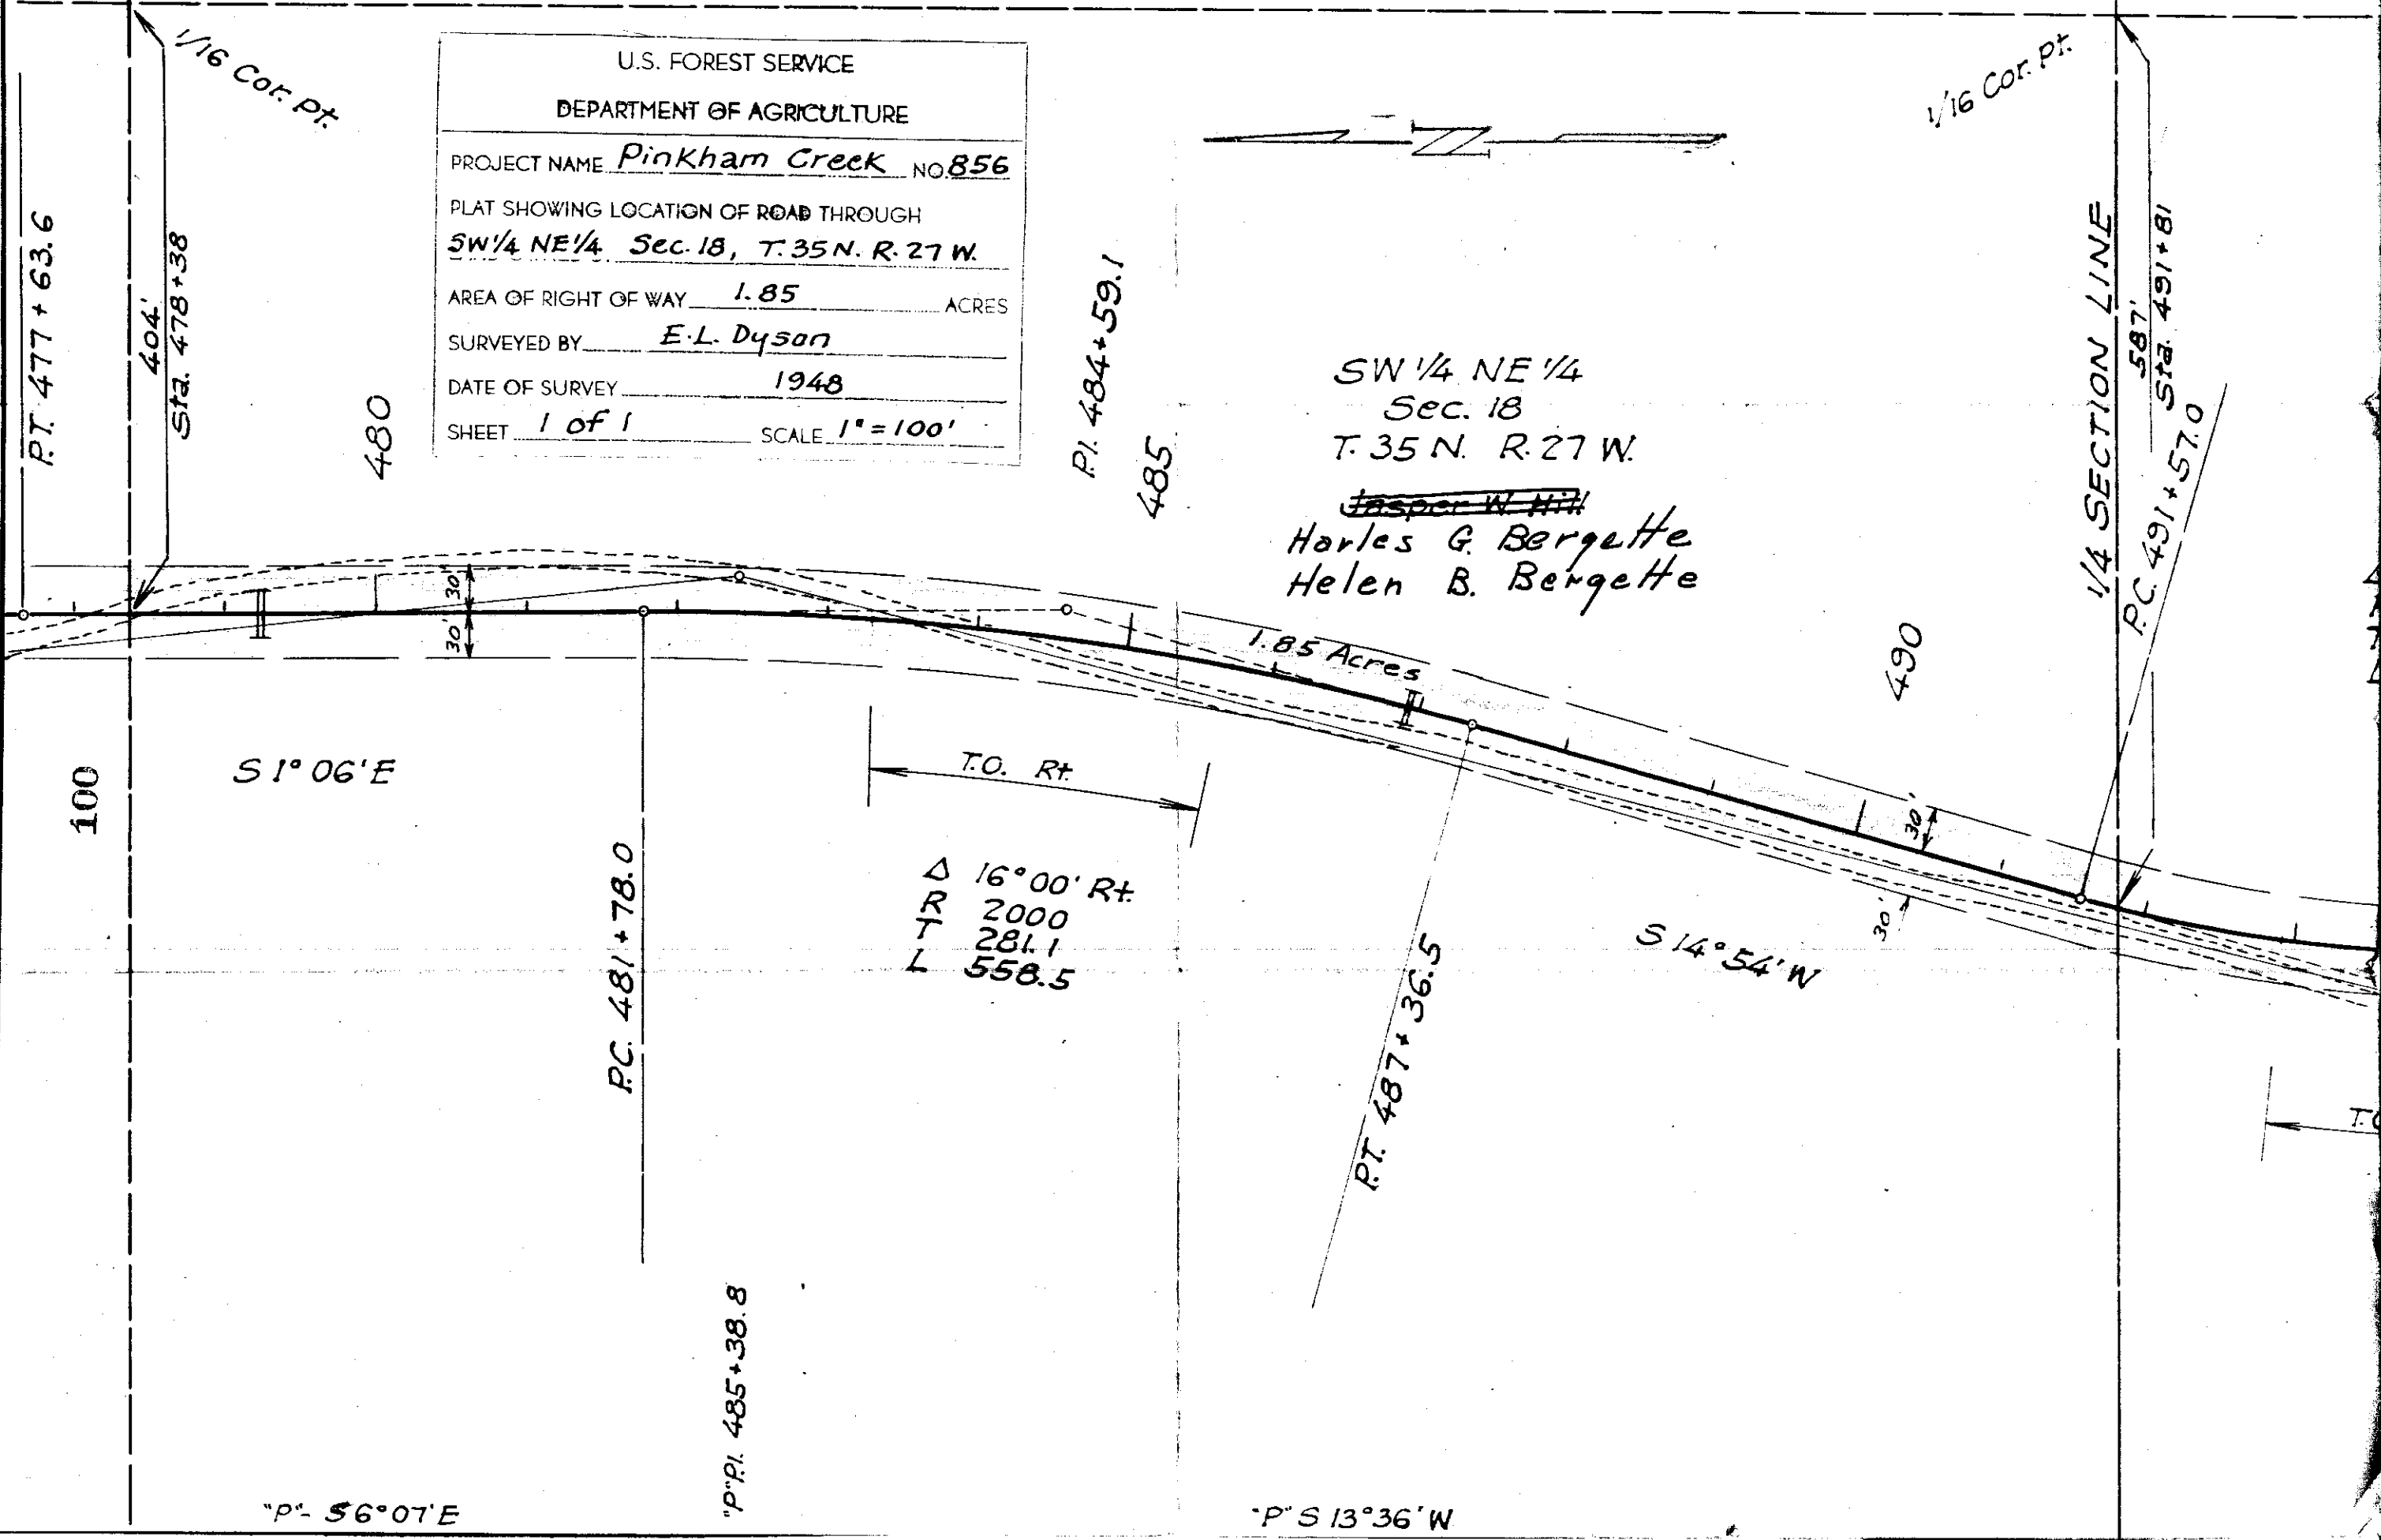 1/16 Cor. Pt.
U.S. FOREST SERVICE
DEPARTMENT OF AGRICULTURE
PROJECT NAME Pinkham Creek NO. 856
PLAT SHOWING LOCATION OF ROAD THROUGH
SW 1/4 NE 1/4 Sec. 18, T. 35 N. R. 27 W.
AREA OF RIGHT OF WAY 1.85 ACRES
SURVEYED BY E.L. Dyson
DATE OF SURVEY 1948
SHEET 1 of 1 SCALE 1" = 100'
1/16 Cor. Pt.
P.T. 477 + 63.6
404'
Sta. 478+38
480
P.I. 484+59.1
485
SW 1/4 NE 1/4
Sec. 18
T. 35 N. R. 27 W.
Jasper W. Hill
Harles G. Bergette
Helen B. Bergette
1/4 SECTION LINE
587'
Sta. 491+81
P.C. 491+57.0
490
30'
30'
1.85 Acres
30'
30'
100
S 1° 06' E
T.O. Rt.
P.C. 481+78.0
Δ 16° 00' Rt.
R 2000
T 281.1
L 558.5
P.T. 487+36.5
S 14° 54' W
T.O
"P" P.I. 485+38.8
"P"- S 6° 07' E
"P" S 13° 36' W